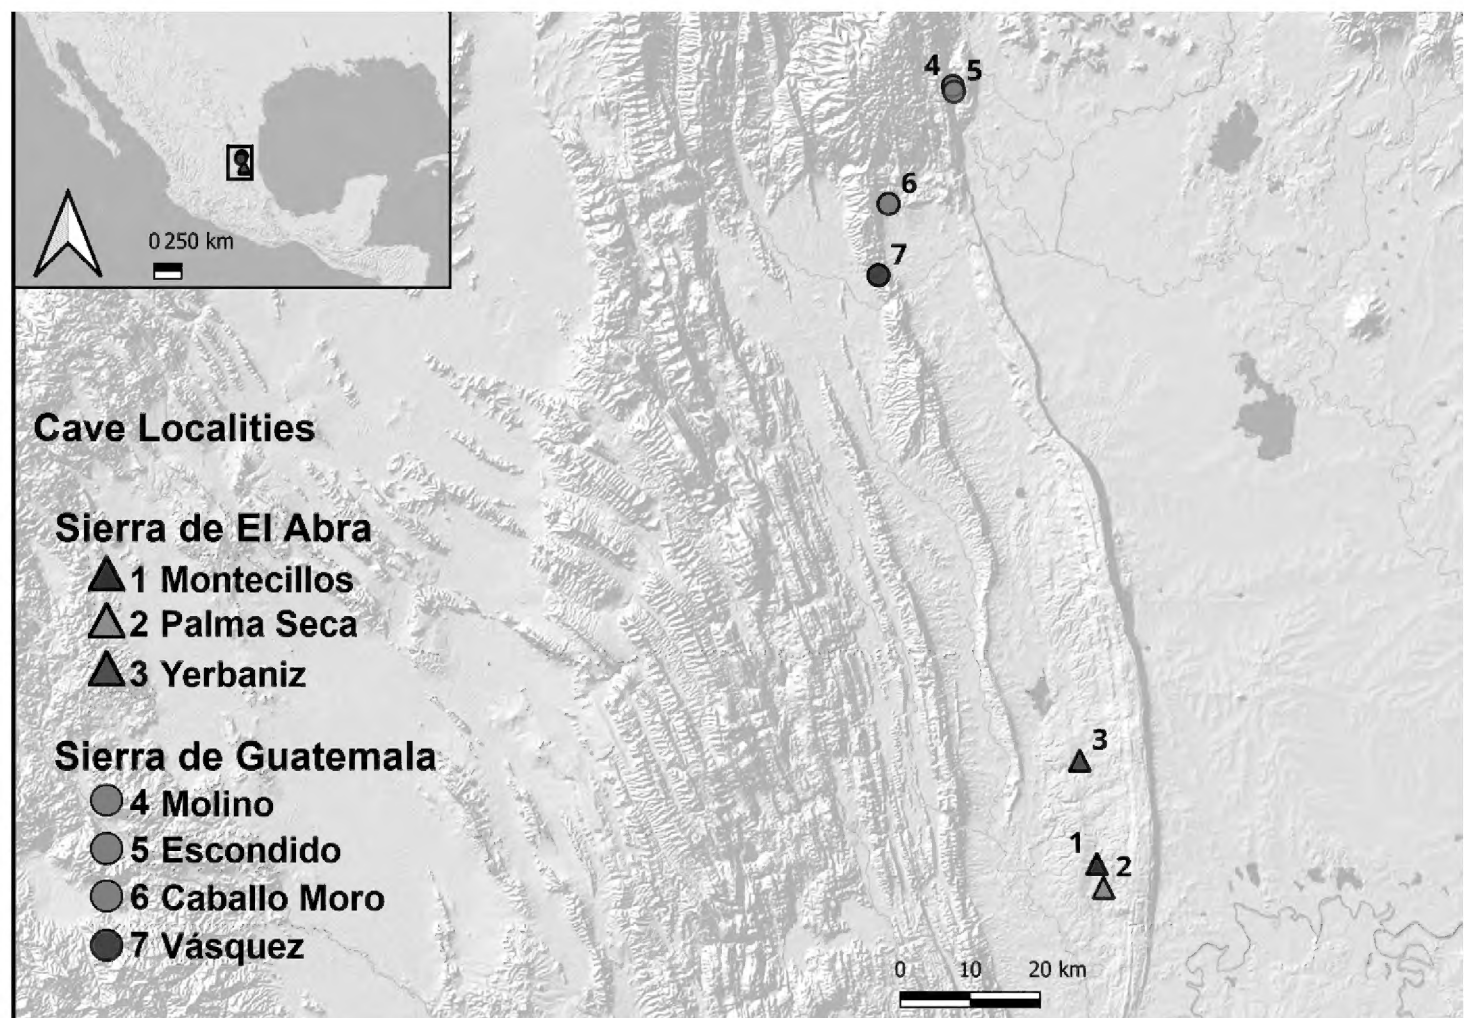 4 5
6
0 250 km
7
Cave Localities
Sierra de El Abra
1 Montecillos
2 Palma Seca
3 Yerbaniz
3
Sierra de Guatemala
4 Molino
5 Escondido
1
2
6 Caballo Moro
7 Vásquez
0 10 20 km